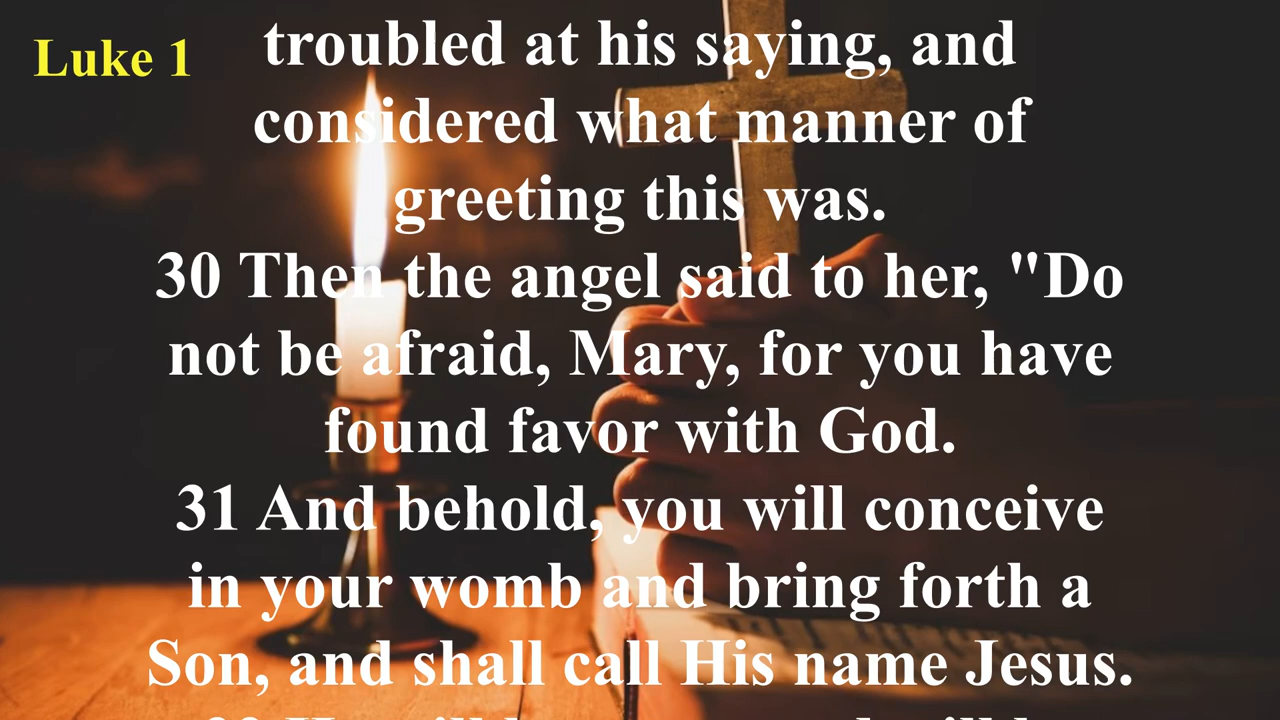 Luke 1
troubled at his saying, and
considered what manner of
greeting this was.
30 Then the angel said to her, "Do
not be afraid, Mary, for you have
found favor with God.
31 And behold, you will conceive
in your womb and bring forth a
Son, and shall call His name Jesus.